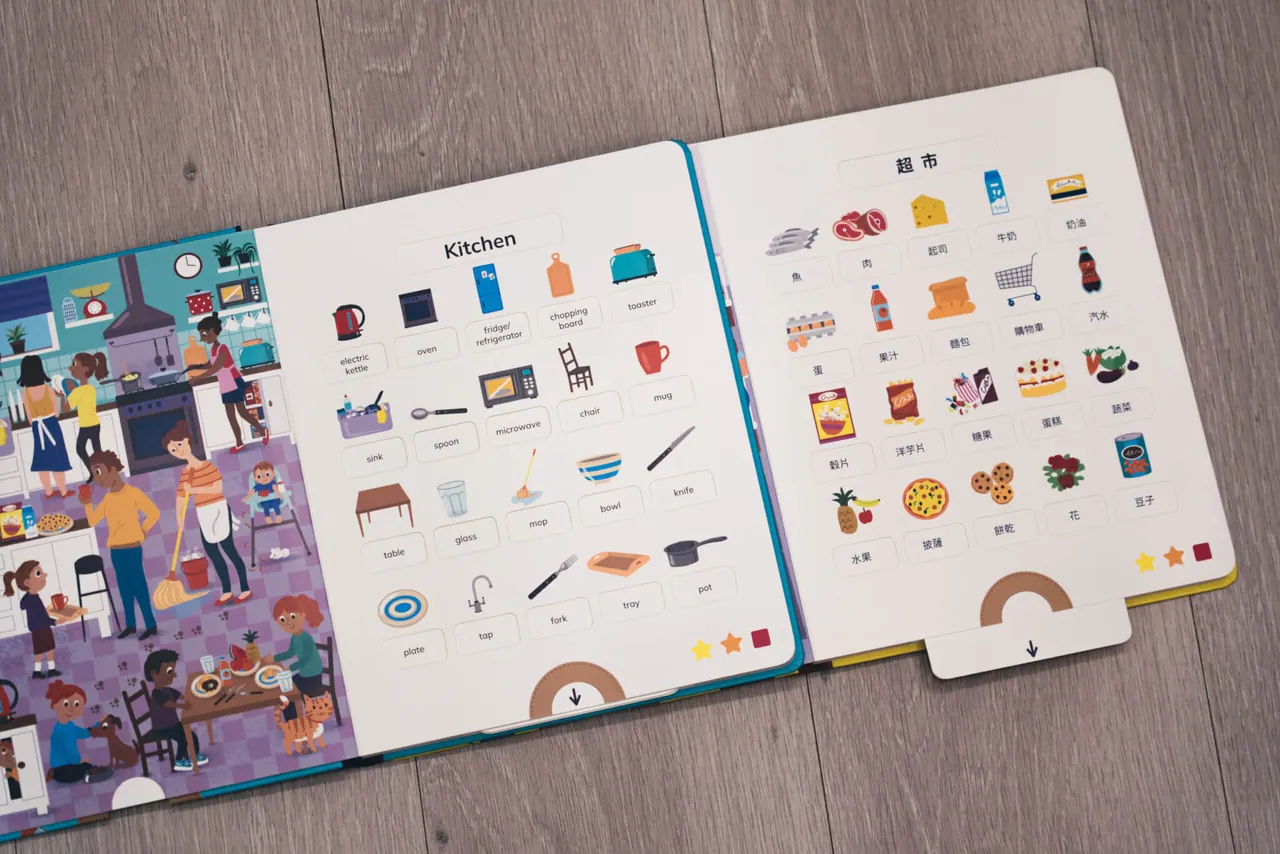 Kitchen
electric
kettle
oven
fridge/
refrigerator
chopping
board
toaster
sink
spoon
microwave
chair
mug
table
glass
mop
bowl
knife
plate
tap
fork
tray
pot
超市
魚
肉
起司
牛奶
奶油
蛋
果汁
麵包
購物車
汽水
穀片
洋芋片
糖果
蛋糕
蔬菜
水果
披薩
餅乾
花
豆子